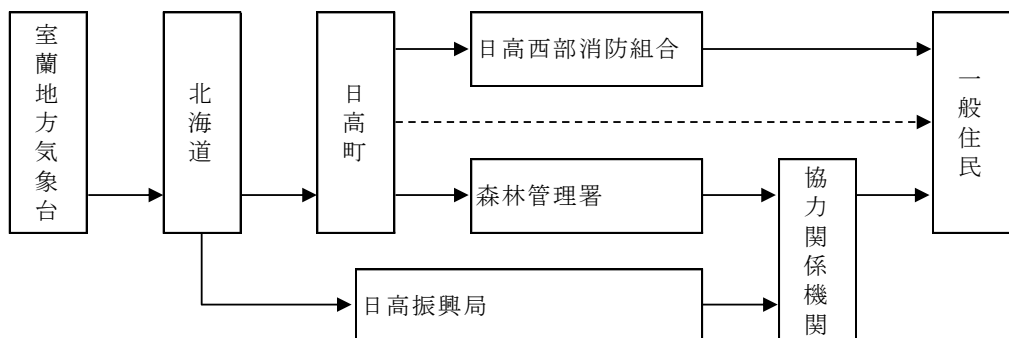 室蘭地方気象台
北海道
日高町
日高西部消防組合
森林管理署
日高振興局
協力関係機関
一般住民